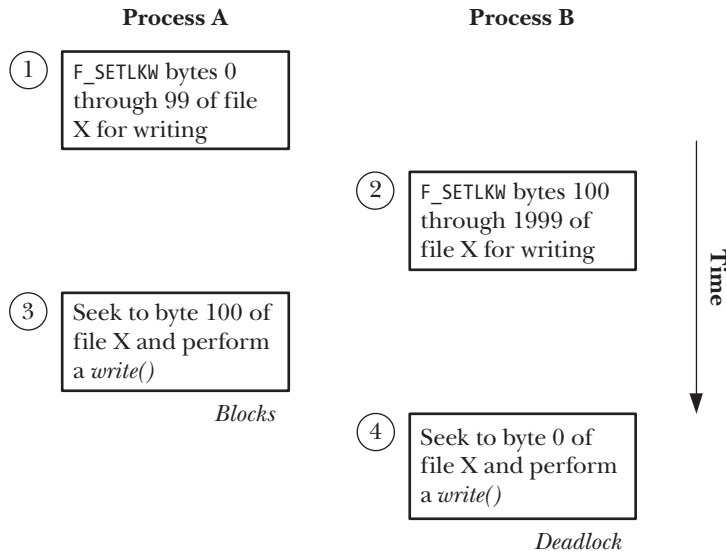 Process A
Process B
1
F_SETLKW bytes 0
through 99 of file
X for writing
2
F_SETLKW bytes 100
through 1999 of
file X for writing
Time
3
Seek to byte 100 of
file X and perform
a write()
Blocks
4
Seek to byte 0 of
file X and perform
a write()
Deadlock